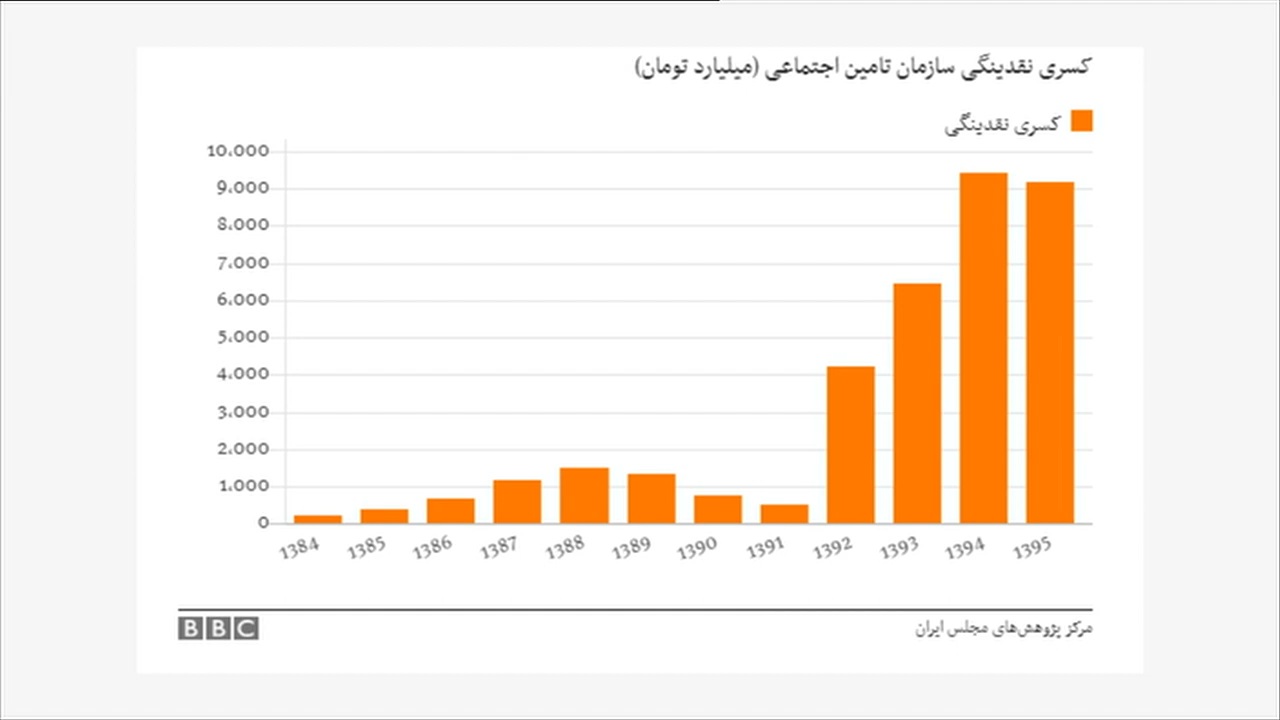 کسری نقدینگی سازمان تامین اجتماعی (میلیارد تومان)
کسری نقدینگی
10،000
9،000
8،000
7،000
6،000
5،000
4،000
3،000
2،000
1،000
0
1384 1385 1386 1387 1388 1389 1390 1391 1392 1393 1394 1395
مرکز پژوهش‌های مجلس ایران
BBC